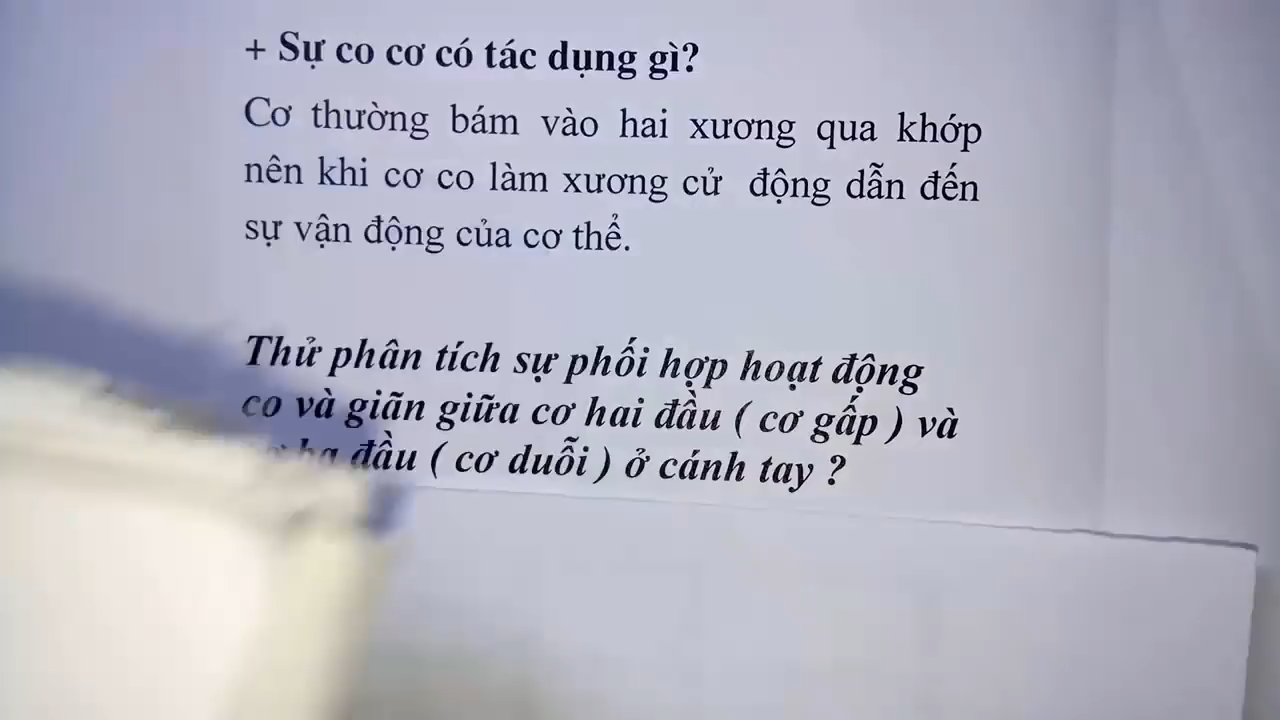 + Sự co cơ có tác dụng gì?
Cơ thường bám vào hai xương qua khớp
nên khi cơ co làm xương cử động dẫn đến
sự vận động của cơ thể.
Thử phân tích sự phối hợp hoạt động
co và giãn giữa cơ hai đầu ( cơ gấp ) và
đầu ( cơ duỗi ) ở cánh tay ?